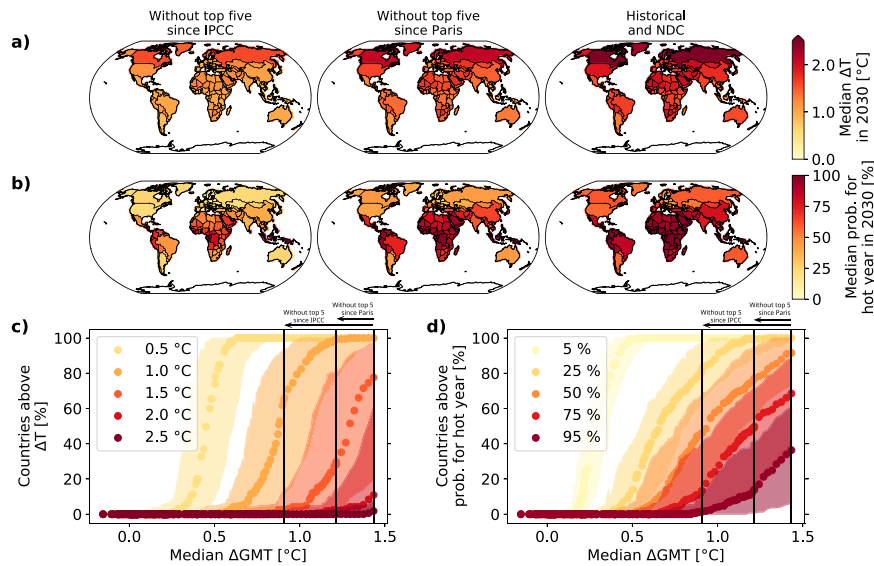 Without top five
since IPCC
Without top five
since Paris
Historical
and NDC
a)
2.0
1.0
0.0
Median ΔT
in 2030 [°C]
b)
100
75
50
25
0
Median prob. for
hot year in 2030 [%]
c)
Without top 5
since IPCC
Without top 5
since Paris
100
80
60
40
20
0
Countries above
ΔT [%]
0.5 °C
1.0 °C
1.5 °C
2.0 °C
2.5 °C
0.0
0.5
1.0
1.5
Median ΔGMT [°C]
d)
Without top 5
since IPCC
Without top 5
since Paris
100
80
60
40
20
0
Countries above
prob. for hot year [%]
5 %
25 %
50 %
75 %
95 %
0.0
0.5
1.0
1.5
Median ΔGMT [°C]